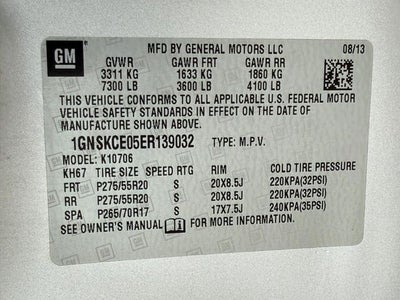 GM
MFD BY GENERAL MOTORS LLC 08/13
GVWR GAWR FRT GAWR RR
3311 KG 1633 KG 1860 KG
7300 LB 3600 LB 4100 LB
THIS VEHICLE CONFORMS TO ALL APPLICABLE U.S. FEDERAL MOTOR
VEHICLE SAFETY STANDARDS IN EFFECT ON THE DATE OF
MANUFACTURE SHOWN ABOVE.
1GNSKCE05ER139032 TYPE: M.P.V.
MODEL: K10706
KH67 TIRE SIZE SPEED RTG RIM COLD TIRE PRESSURE
FRT P275/55R20 S 20X8.5J 220KPA(32PSI)
RR P275/55R20 S 20X8.5J 220KPA(32PSI)
SPA P265/70R17 S 17X7.5J 240KPA(35PSI)
SEE OWNER'S MANUAL FOR MORE INFORMATION